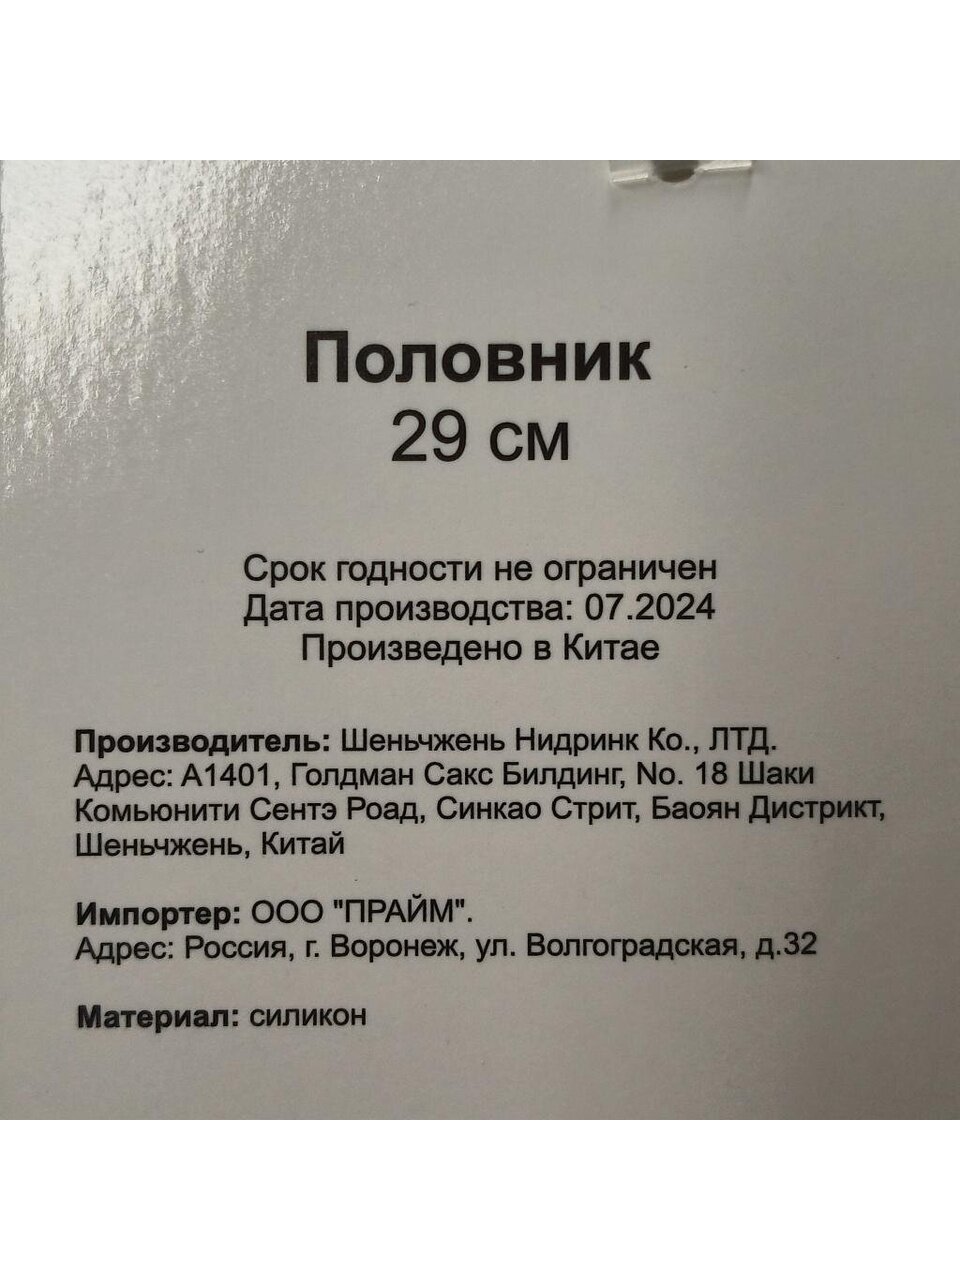 Половник
29 см
Срок годности не ограничен
Дата производства: 07.2024
Произведено в Китае
Производитель: Шеньчжень Нидринк Ко., ЛТД.
Адрес: А1401, Голдман Сакс Билдинг, No. 18 Шаки
Комьюнити Сентэ Роад, Синкао Стрит, Баоян Дистрикт,
Шеньчжень, Китай
Импортер: ООО "ПРАЙМ".
Адрес: Россия, г. Воронеж, ул. Волгоградская, д.32
Материал: силикон